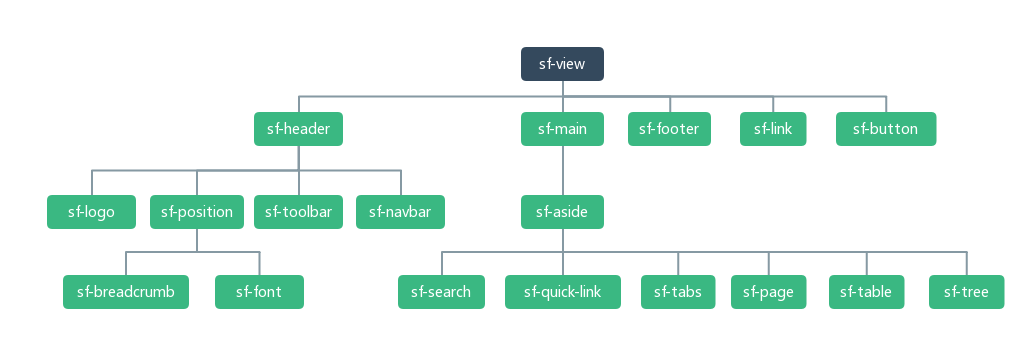 sf-view
sf-header
sf-main
sf-footer
sf-link
sf-button
sf-logo
sf-position
sf-toolbar
sf-navbar
sf-aside
sf-breadcrumb
sf-font
sf-search
sf-quick-link
sf-tabs
sf-page
sf-table
sf-tree